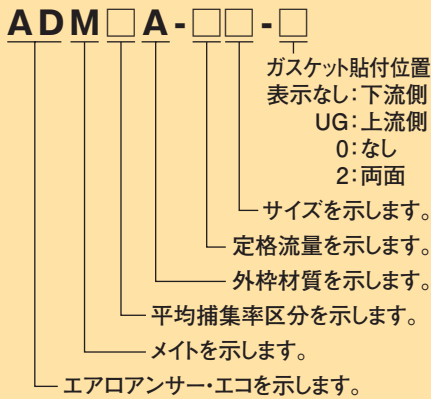 ADM□A-□□-□
ガスケット貼付位置
表示なし:下流側
UG:上流側
0:なし
2:両面
サイズを示します。
定格流量を示します。
外枠材質を示します。
平均捕集率区分を示します。
メイトを示します。
エアロアンサー・エコを示します。